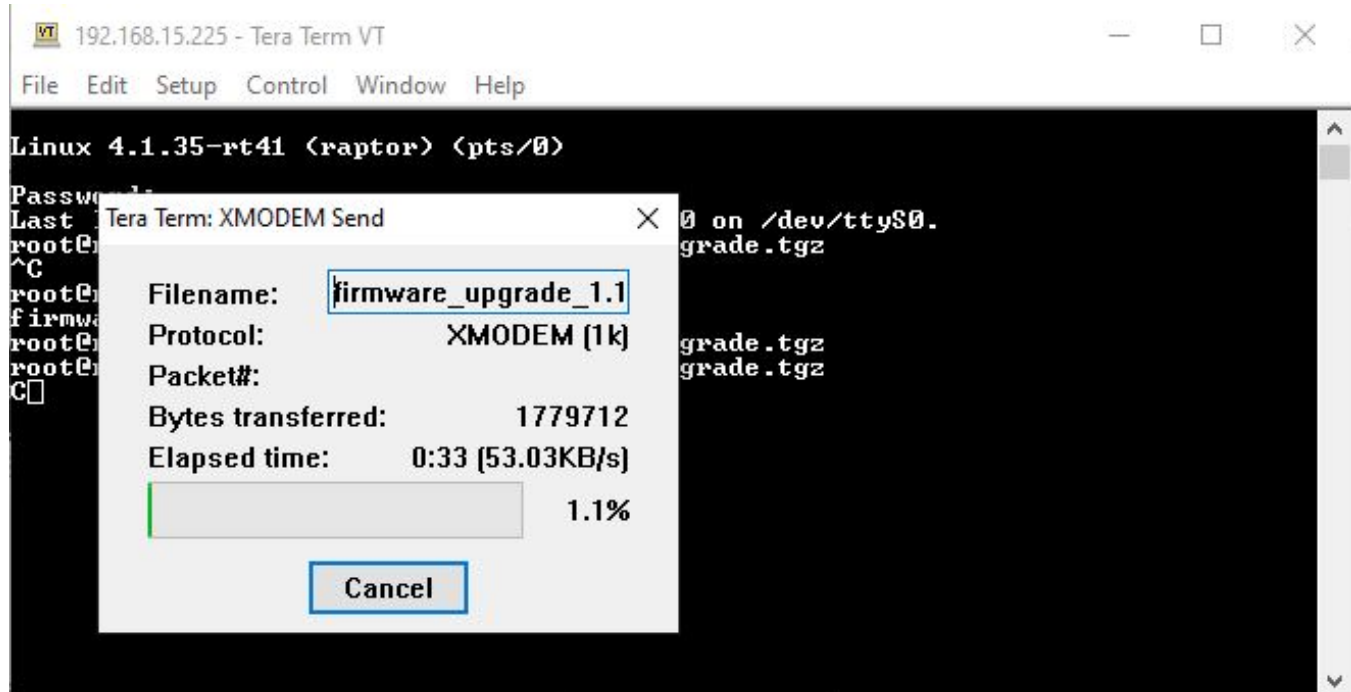 192.168.15.225 - Tera Term VT
File Edit Setup Control Window Help
Linux 4.1.35-rt41 (raptor) (pts/0)
Last
0 on /dev/ttyS0.
grade.tgz
^C
grade.tgz
grade.tgz
C
Tera Term: XMODEM Send
Filename: firmware_upgrade_1.1
Protocol: XMODEM (1k)
Packet#:
Bytes transferred: 1779712
Elapsed time: 0:33 (53.03KB/s)
1.1%
Cancel